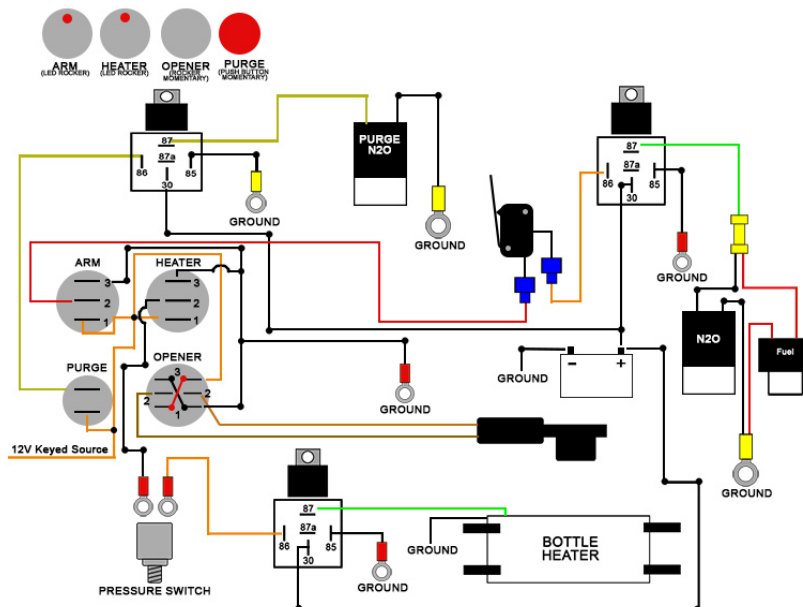 ARM
(LED ROCKER)
HEATER
(LED ROCKER)
OPENER
(ROCKER
MOMENTARY)
PURGE
(PUSH BUTTON
MOMENTARY)
87
87a
86
85
30
GROUND
PURGE
N2O
GROUND
87
87a
86
85
30
GROUND
ARM
3
2
1
HEATER
3
2
1
PURGE
OPENER
3
2
2
1
GROUND
GROUND
-
+
N2O
Fuel
GROUND
12V Keyed Source
PRESSURE SWITCH
87
87a
86
85
30
GROUND
GROUND
BOTTLE
HEATER